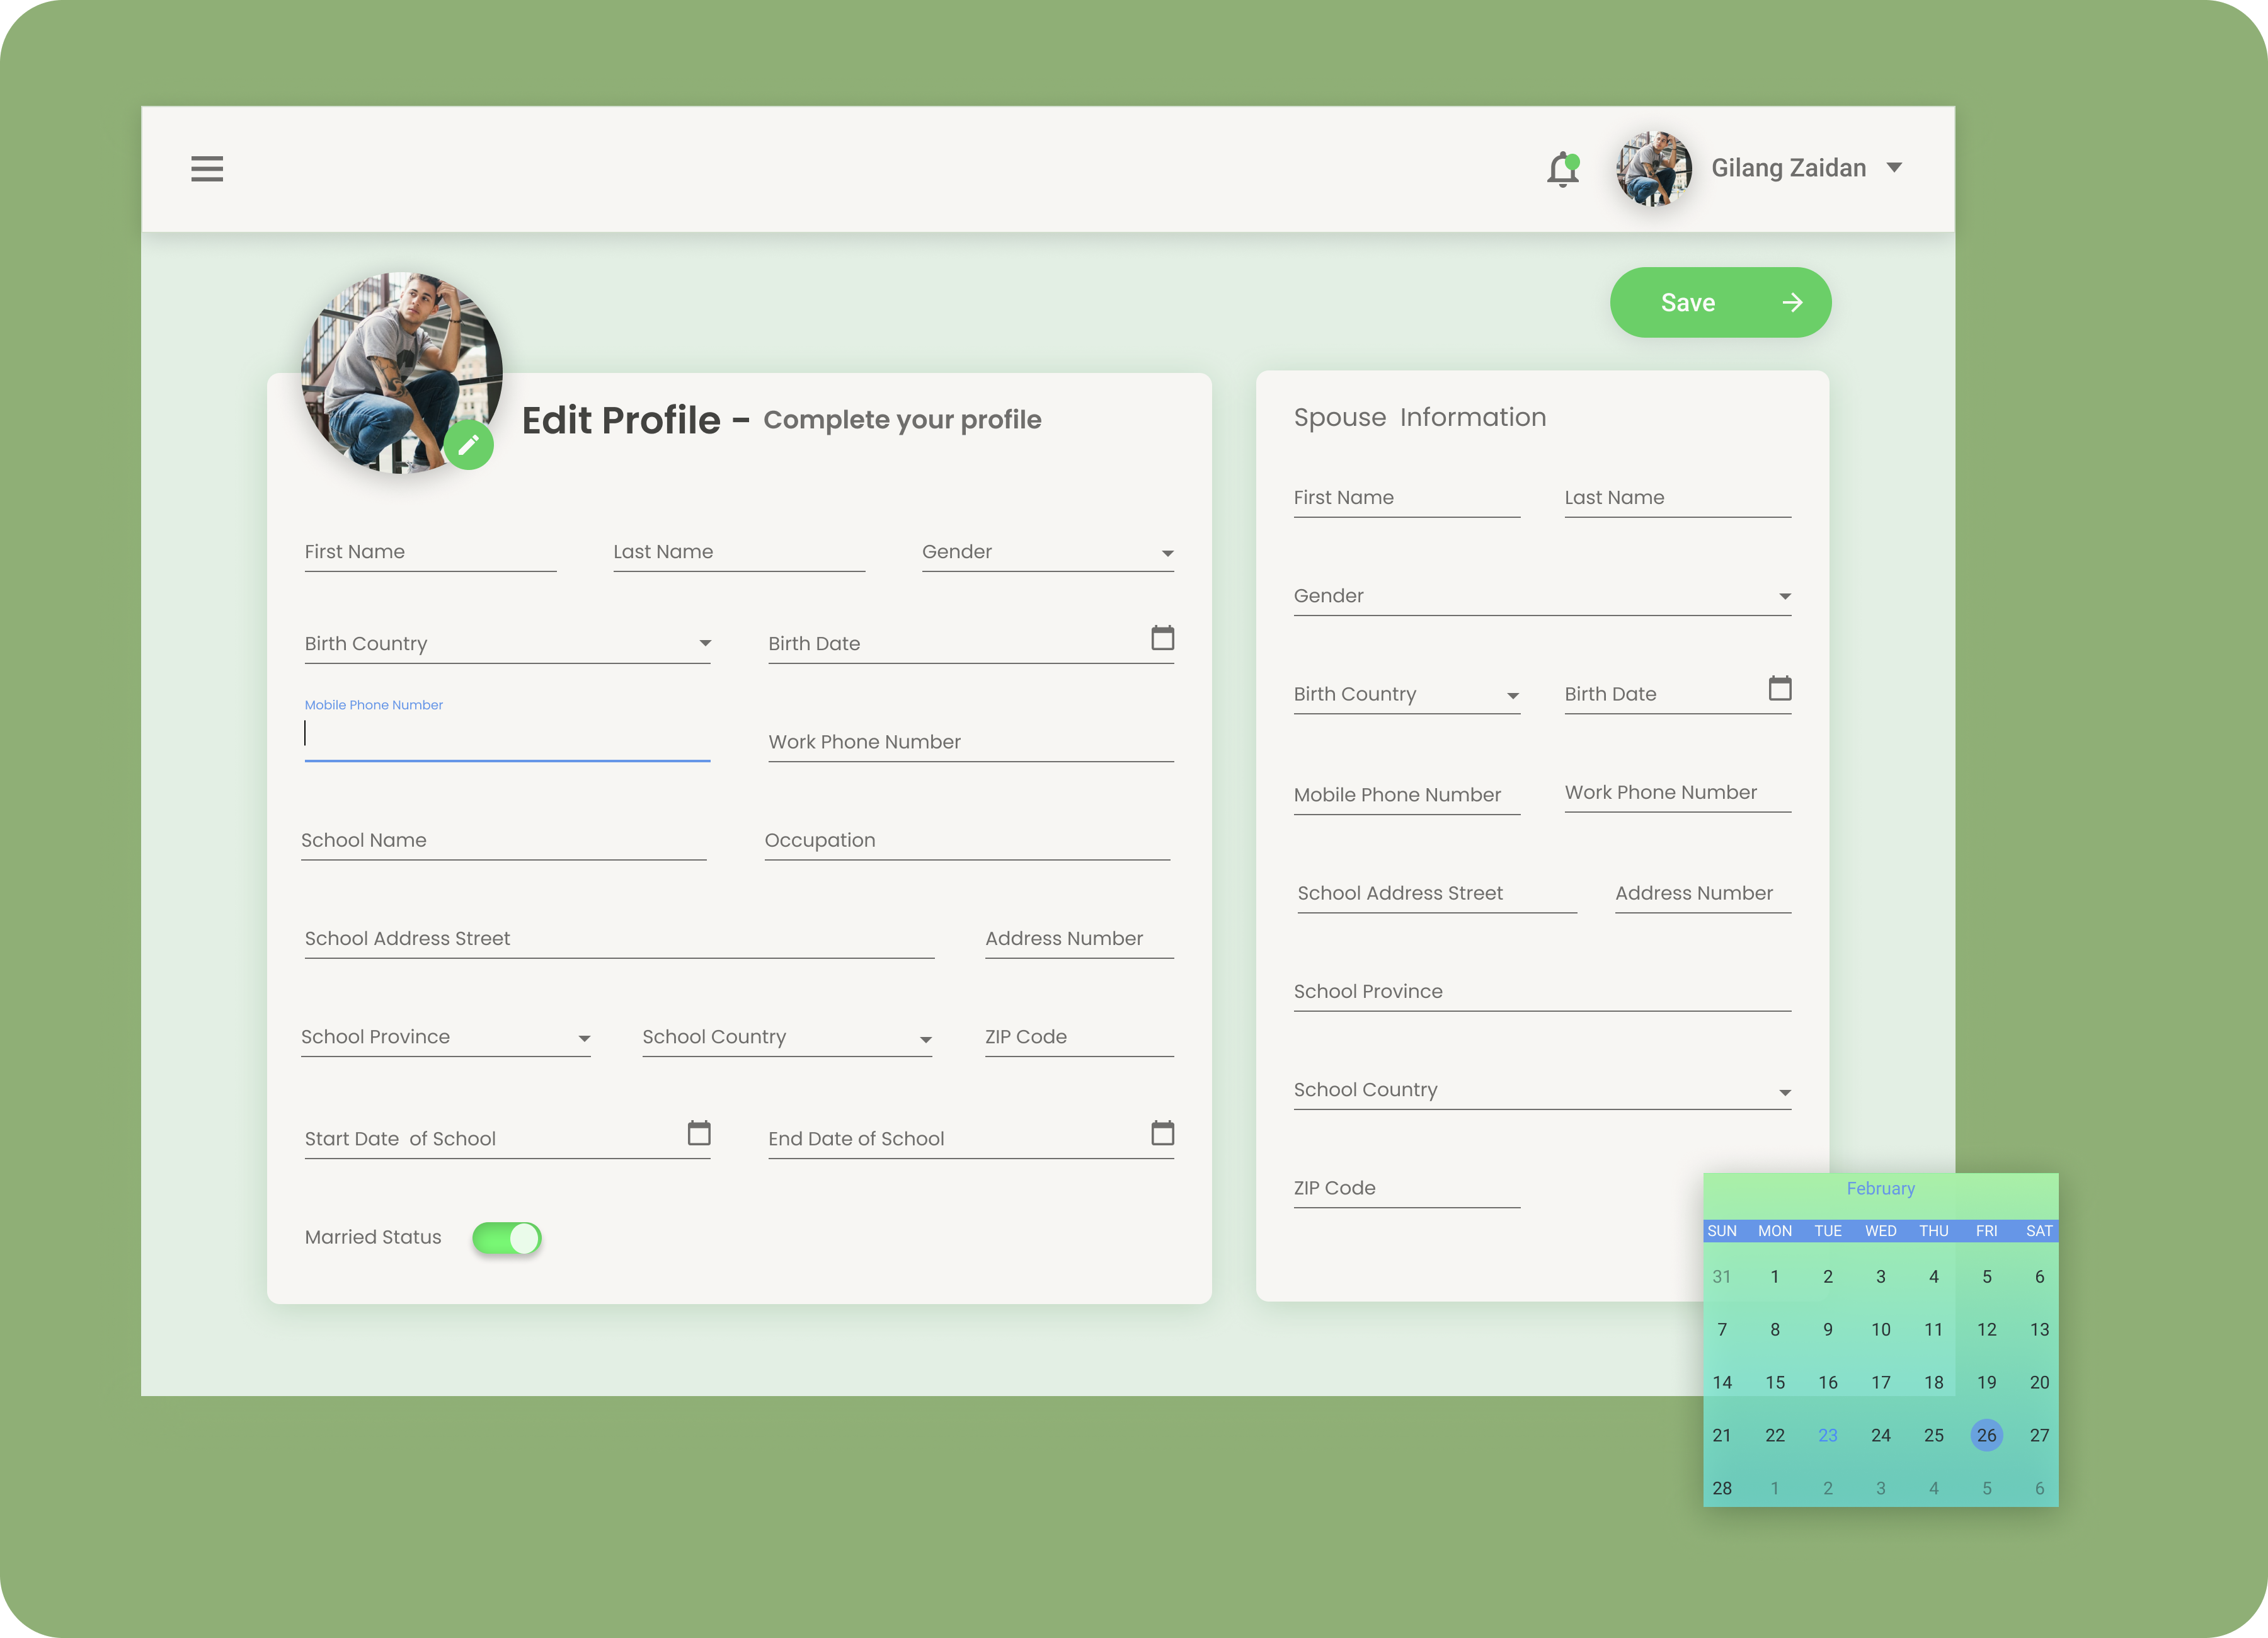 Gilang Zaidan
Save
Edit Profile - Complete your profile
First Name
Last Name
Gender
Birth Country
Birth Date
Mobile Phone Number
Work Phone Number
School Name
Occupation
School Address Street
Address Number
School Province
School Country
ZIP Code
Start Date of School
End Date of School
Married Status
Spouse Information
First Name
Last Name
Gender
Birth Country
Birth Date
Mobile Phone Number
Work Phone Number
School Address Street
Address Number
School Province
School Country
ZIP Code
February
SUN MON TUE WED THU FRI SAT
31 1 2 3 4 5 6
7 8 9 10 11 12 13
14 15 16 17 18 19 20
21 22 23 24 25 26 27
28 1 2 3 4 5 6